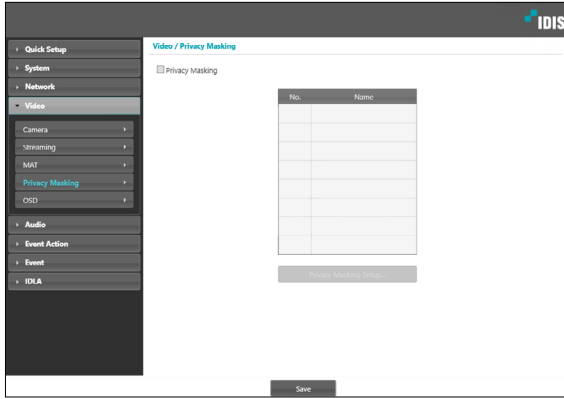 IDIS
Quick Setup
Video / Privacy Masking
System
Privacy Masking
Network
No. Name
Video
Camera
Streaming
MAT
Privacy Masking
OSD
Audio
Event Action
Event
Privacy Masking Setup...
IDLA
Save